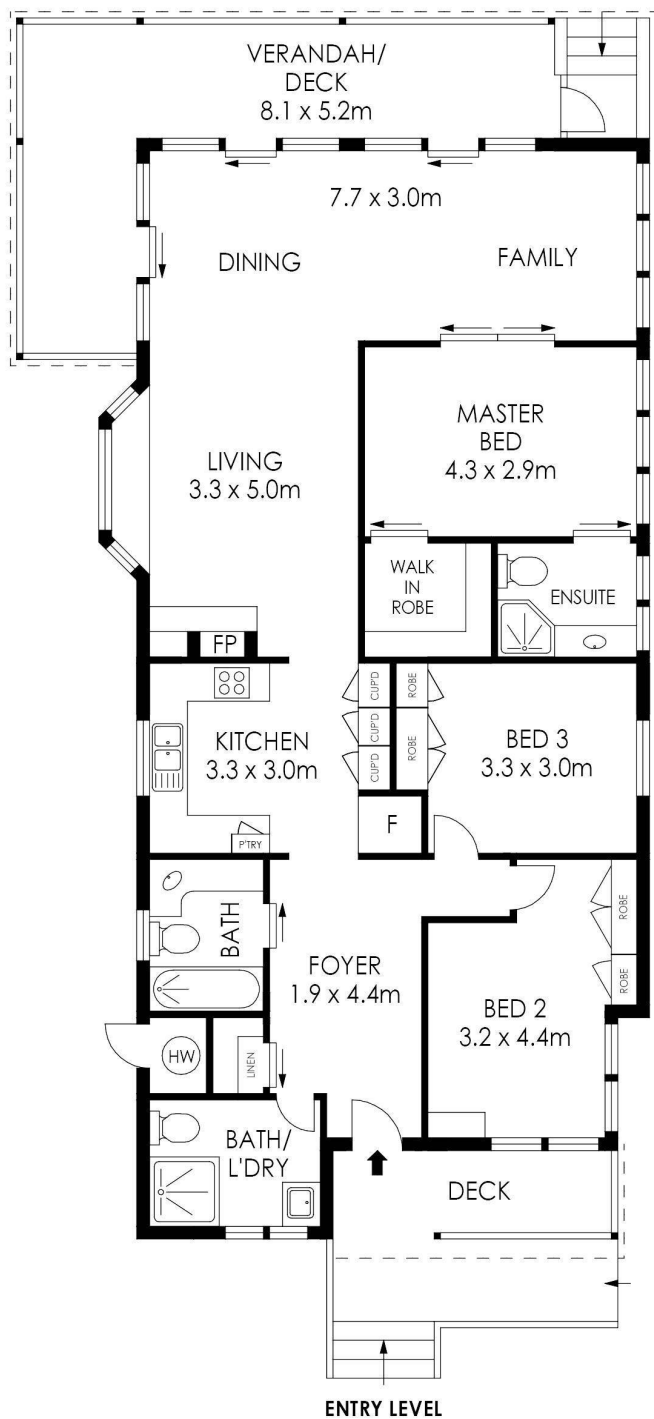 VERANDAH/
DECK
8.1 x 5.2m
7.7 x 3.0m
DINING
FAMILY
MASTER
BED
4.3 x 2.9m
LIVING
3.3 x 5.0m
WALK
IN
ROBE
ENSUITE
FP
CUP'D
ROBE
KITCHEN
3.3 x 3.0m
CUP'D
CUP'D
ROBE
BED 3
3.3 x 3.0m
P'TRY
F
BATH
FOYER
1.9 x 4.4m
ROBE
ROBE
BED 2
3.2 x 4.4m
HW
LINEN
BATH/
L'DRY
DECK
ENTRY LEVEL